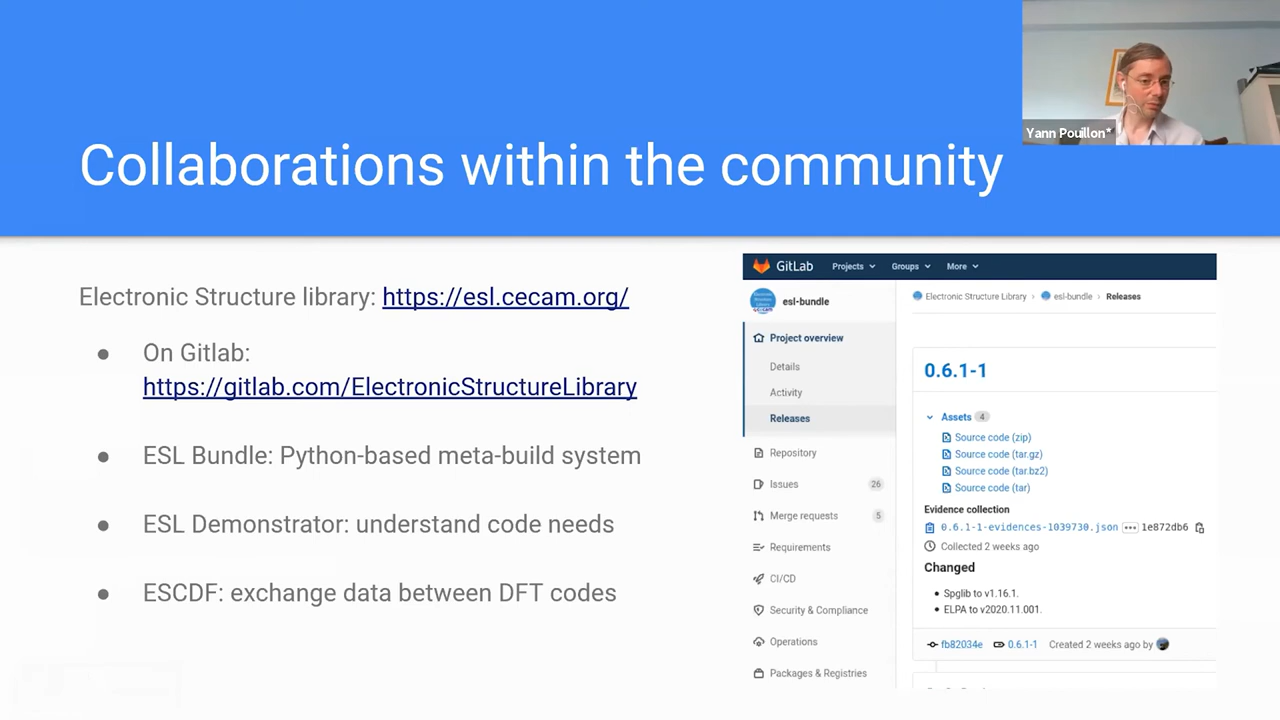 Yann Pouillon*
Collaborations within the community
Electronic Structure library: https://esl.cecam.org/
● On Gitlab:
https://gitlab.com/ElectronicStructureLibrary
● ESL Bundle: Python-based meta-build system
● ESL Demonstrator: understand code needs
● ESCDF: exchange data between DFT codes
GitLab Projects Groups More
esl-bundle
Project overview
Details
Activity
Releases
Repository
Issues 26
Merge requests 5
Requirements
CI/CD
Security & Compliance
Operations
Packages & Registries
Electronic Structure Library › esl-bundle › Releases
0.6.1-1
Assets 4
Source code (zip)
Source code (tar.gz)
Source code (tar.bz2)
Source code (tar)
Evidence collection
0.6.1-1-evidences-1039730.json ••• 1e872db6
Collected 2 weeks ago
Changed
• Spglib to v1.16.1.
• ELPA to v2020.11.001.
fb82034e 0.6.1-1 Created 2 weeks ago by